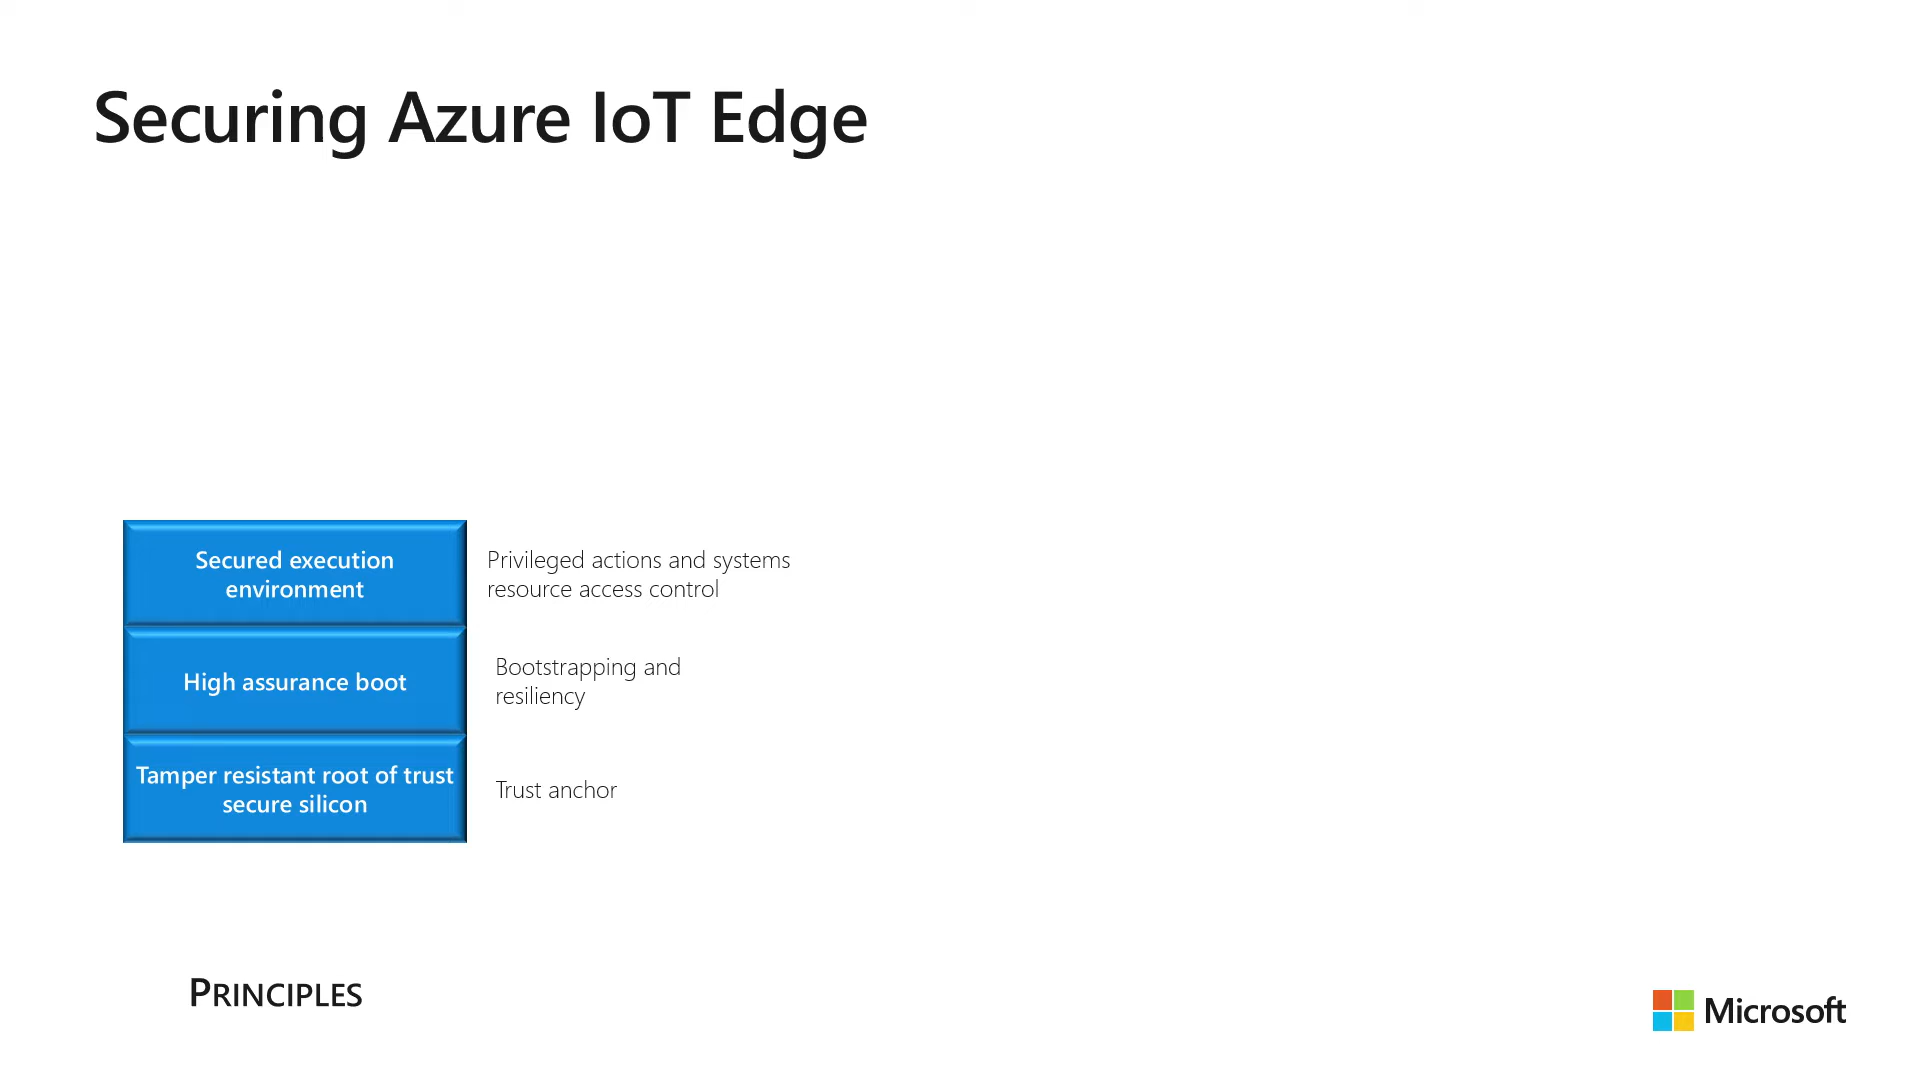 Securing Azure IoT Edge
Secured execution
environment
Privileged actions and systems
resource access control
High assurance boot
Bootstrapping and
resiliency
Tamper resistant root of trust
secure silicon
Trust anchor
PRINCIPLES
Microsoft